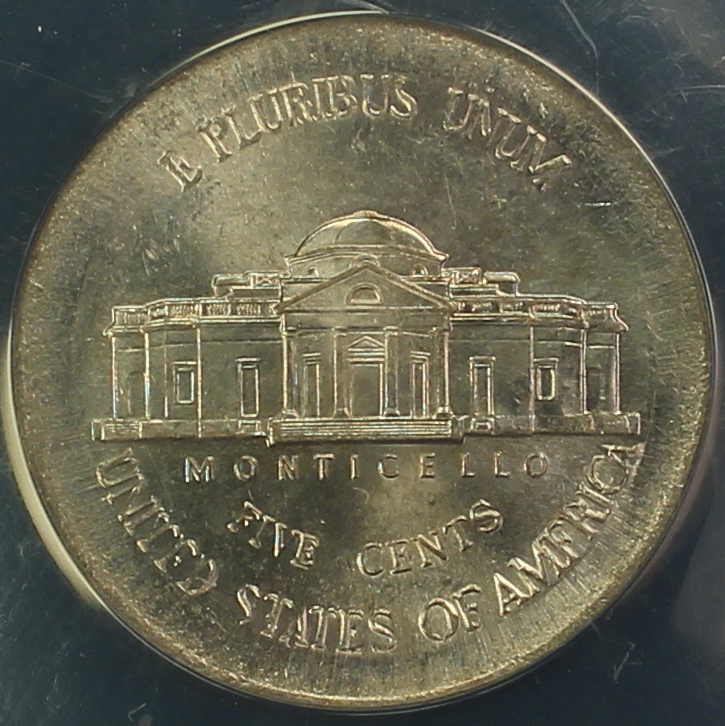 E PLURIBUS UNUM
MONTICELLO
FIVE CENTS
UNITED STATES OF AMERICA